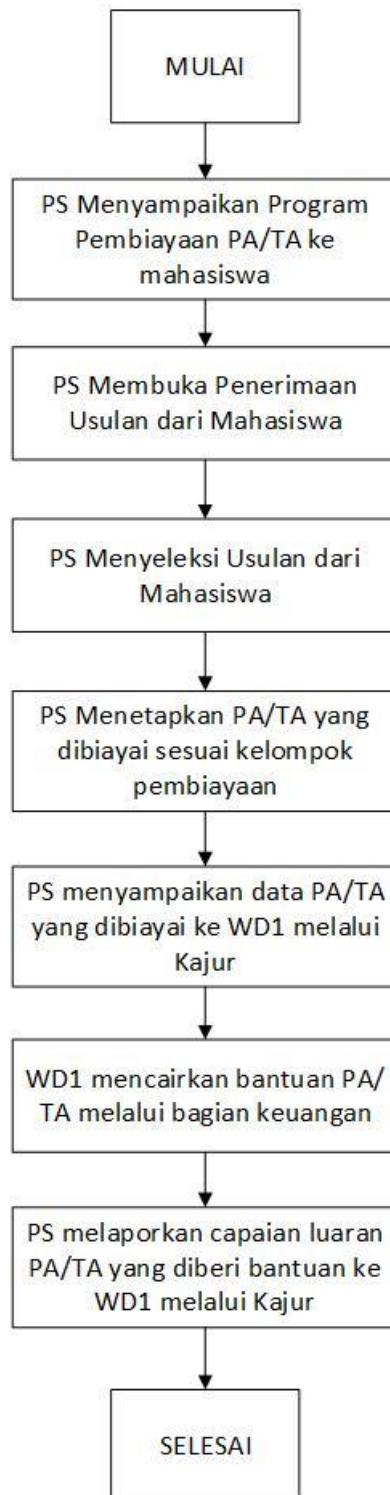 MULAI
PS Menyampaikan Program
Pembiayaan PA/TA ke
mahasiswa
PS Membuka Penerimaan
Usulan dari Mahasiswa
PS Menyeleksi Usulan dari
Mahasiswa
PS Menetapkan PA/TA yang
dibiayai sesuai kelompok
pembiayaan
PS menyampaikan data PA/TA
yang dibiayai ke WD1 melalui
Kajur
WD1 mencairkan bantuan PA/
TA melalui bagian keuangan
PS melaporkan capaian luaran
PA/TA yang diberi bantuan ke
WD1 melalui Kajur
SELESAI